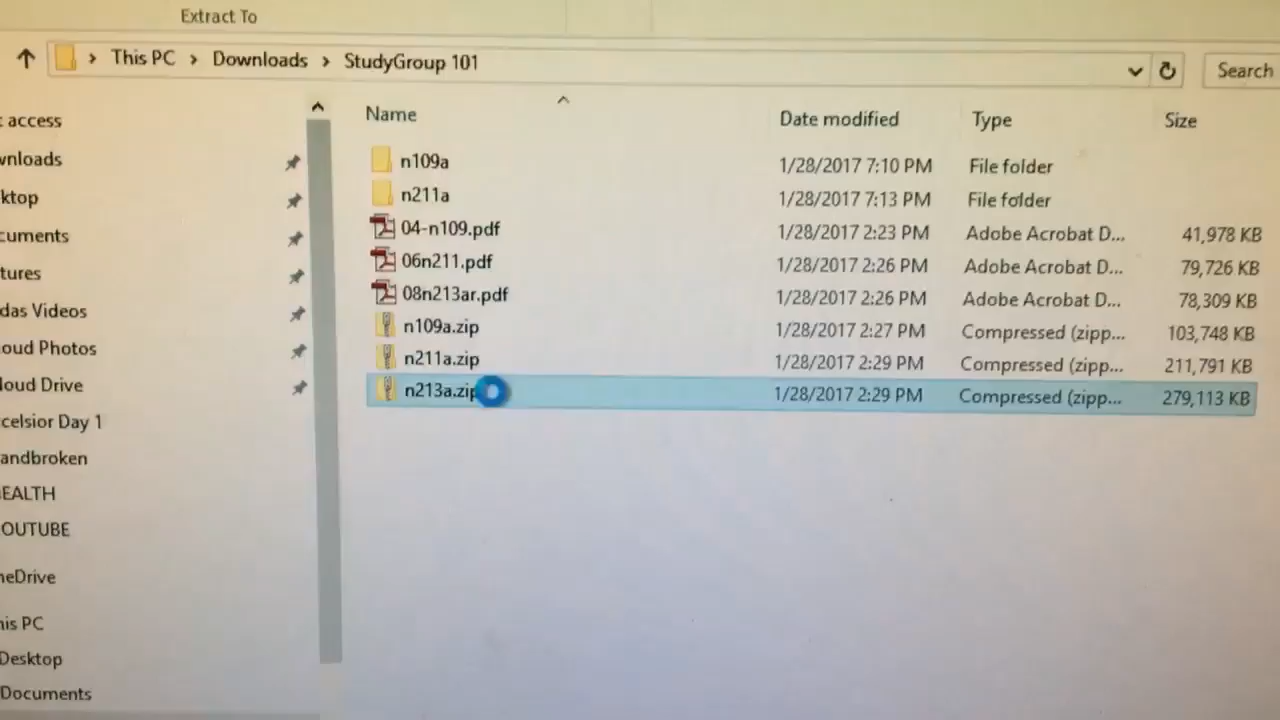 Extract To
This PC > Downloads > StudyGroup 101
Search
Name Date modified Type Size
n109a 1/28/2017 7:10 PM File folder
n211a 1/28/2017 7:13 PM File folder
04-n109.pdf 1/28/2017 2:23 PM Adobe Acrobat D... 41,978 KB
06n211.pdf 1/28/2017 2:26 PM Adobe Acrobat D... 79,726 KB
08n213ar.pdf 1/28/2017 2:26 PM Adobe Acrobat D... 78,309 KB
n109a.zip 1/28/2017 2:27 PM Compressed (zipp... 103,748 KB
n211a.zip 1/28/2017 2:29 PM Compressed (zipp... 211,791 KB
n213a.zip 1/28/2017 2:29 PM Compressed (zipp... 279,113 KB
access
wnloads
ktop
cuments
tures
das Videos
oud Photos
loud Drive
celsior Day 1
andbroken
EALTH
OUTUBE
neDrive
his PC
Desktop
Documents